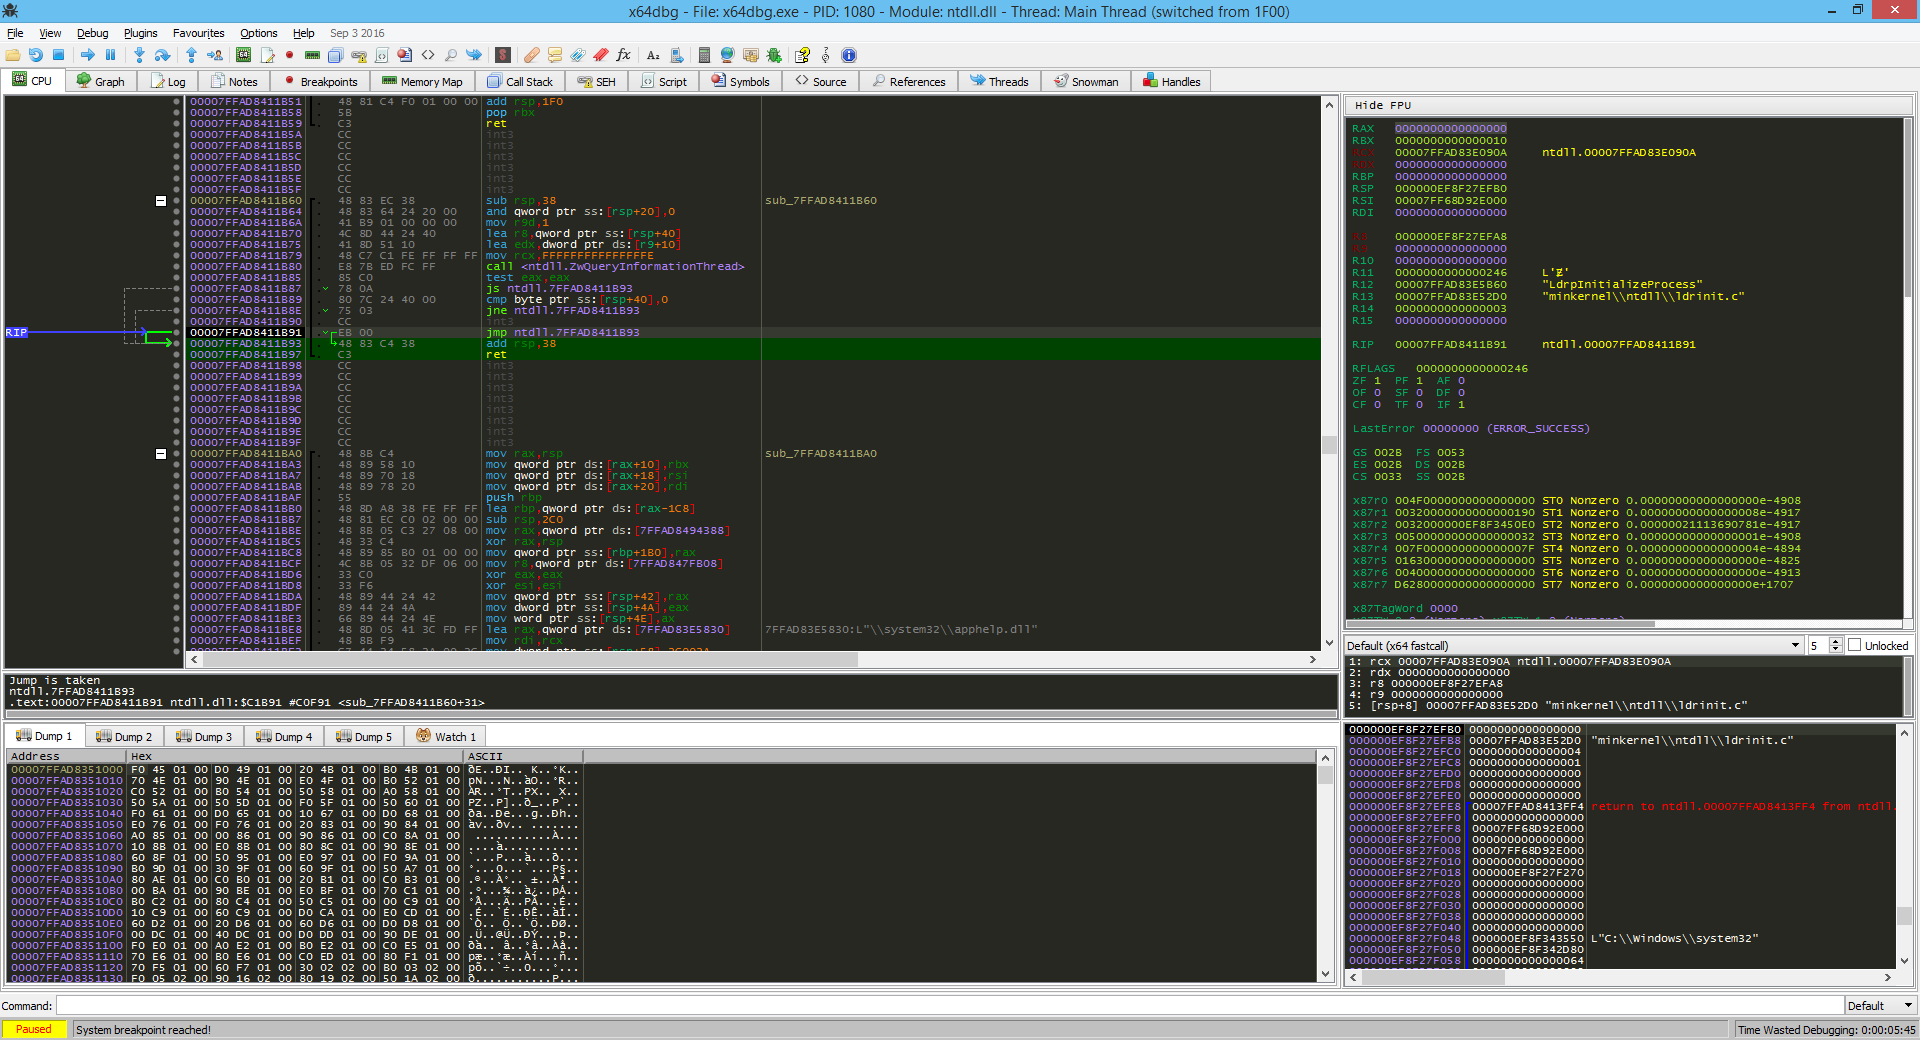 x64dbg - File: x64dbg.exe - PID: 1080 - Module: ntdll.dll - Thread: Main Thread (switched from 1F00)
File View Debug Plugins Favourites Options Help Sep 3 2016
CPU Graph Log Notes Breakpoints Memory Map Call Stack SEH Script Symbols Source References Threads Snowman Handles
00007FFAD8411B51 48 81 C4 F0 01 00 00 add rsp,1F0
00007FFAD8411B58 5B pop rbx
00007FFAD8411B59 C3 ret
00007FFAD8411B5A CC int3
00007FFAD8411B5B CC int3
00007FFAD8411B5C CC int3
00007FFAD8411B5D CC int3
00007FFAD8411B5E CC int3
00007FFAD8411B5F CC int3
00007FFAD8411B60 48 83 EC 38 sub rsp,38 sub_7FFAD8411B60
00007FFAD8411B64 48 83 64 24 20 00 and qword ptr ss:[rsp+20],0
00007FFAD8411B6A 41 B9 01 00 00 00 mov r9d,1
00007FFAD8411B70 4C 8D 44 24 40 lea r8,qword ptr ss:[rsp+40]
00007FFAD8411B75 41 8D 51 10 lea edx,dword ptr ds:[r9+10]
00007FFAD8411B79 48 C7 C1 FE FF FF FF mov rcx,FFFFFFFFFFFFFFFE
00007FFAD8411B80 E8 7B ED FC FF call <ntdll.ZwQueryInformationThread>
00007FFAD8411B85 85 C0 test eax,eax
00007FFAD8411B87 78 0A js ntdll.7FFAD8411B93
00007FFAD8411B89 80 7C 24 40 00 cmp byte ptr ss:[rsp+40],0
00007FFAD8411B8E 75 03 jne ntdll.7FFAD8411B93
00007FFAD8411B90 CC int3
RIP 00007FFAD8411B91 EB 00 jmp ntdll.7FFAD8411B93
00007FFAD8411B93 48 83 C4 38 add rsp,38
00007FFAD8411B97 C3 ret
00007FFAD8411B98 CC int3
00007FFAD8411B99 CC int3
00007FFAD8411B9A CC int3
00007FFAD8411B9B CC int3
00007FFAD8411B9C CC int3
00007FFAD8411B9D CC int3
00007FFAD8411B9E CC int3
00007FFAD8411B9F CC int3
00007FFAD8411BA0 48 8B C4 mov rax,rsp sub_7FFAD8411BA0
00007FFAD8411BA3 48 89 58 10 mov qword ptr ds:[rax+10],rbx
00007FFAD8411BA7 48 89 70 18 mov qword ptr ds:[rax+18],rsi
00007FFAD8411BAB 48 89 78 20 mov qword ptr ds:[rax+20],rdi
00007FFAD8411BAF 55 push rbp
00007FFAD8411BB0 48 8D A8 38 FE FF FF lea rbp,qword ptr ds:[rax-1C8]
00007FFAD8411BB7 48 81 EC C0 02 00 00 sub rsp,2C0
00007FFAD8411BBE 48 8B 05 C3 27 08 00 mov rax,qword ptr ds:[7FFAD8494388]
00007FFAD8411BC5 48 33 C4 xor rax,rsp
00007FFAD8411BC8 48 89 85 B0 01 00 00 mov qword ptr ss:[rbp+1B0],rax
00007FFAD8411BCF 4C 8B 05 32 DF 06 00 mov r8,qword ptr ds:[7FFAD847FB08]
00007FFAD8411BD6 33 C0 xor eax,eax
00007FFAD8411BD8 33 F6 xor esi,esi
00007FFAD8411BDA 48 89 44 24 42 mov qword ptr ss:[rsp+42],rax
00007FFAD8411BDF 89 44 24 4A mov dword ptr ss:[rsp+4A],eax
00007FFAD8411BE3 66 89 44 24 4E mov word ptr ss:[rsp+4E],ax
00007FFAD8411BE8 48 8D 05 41 3C FD FF lea rax,qword ptr ds:[7FFAD83E5830] 7FFAD83E5830:L"\\system32\\apphelp.dll"
00007FFAD8411BEF 48 8B F9 mov rdi,rcx
Jump is taken
ntdll.7FFAD8411B93
.text:00007FFAD8411B91 ntdll.dll:$C1B91 #C0F91 <sub_7FFAD8411B60+31>
Hide FPU
RAX 0000000000000000
RBX 0000000000000010
RCX 00007FFAD83E090A ntdll.00007FFAD83E090A
RDX 0000000000000000
RBP 0000000000000000
RSP 000000EF8F27EFB0
RSI 00007FF68D92E000
RDI 0000000000000000
R8 000000EF8F27EFA8
R9 0000000000000000
R10 0000000000000000
R11 0000000000000246
R12 00007FFAD83E5B60 "LdrpInitializeProcess"
R13 00007FFAD83E52D0 "minkernel\\ntdll\\ldrinit.c"
R14 0000000000000003
R15 0000000000000000
RIP 00007FFAD8411B91 ntdll.00007FFAD8411B91
RFLAGS 0000000000000246
ZF 1 PF 1 AF 0
OF 0 SF 0 DF 0
CF 0 TF 0 IF 1
LastError 00000000 (ERROR_SUCCESS)
GS 002B FS 0053
ES 002B DS 002B
CS 0033 SS 002B
x87r0 004F0000000000000000 ST0 Nonzero 0.000000000000000000e-4908
x87r1 00320000000000000190 ST1 Nonzero 0.000000000000000008e-4917
x87r2 0032000000EF8F3450E0 ST2 Nonzero 0.000000021113690781e-4917
x87r3 00500000000000000032 ST3 Nonzero 0.000000000000000001e-4908
x87r4 007F000000000000007F ST4 Nonzero 0.000000000000000004e-4894
x87r5 01630000000000000000 ST5 Nonzero 0.000000000000000000e-4825
x87r6 00400000000000000000 ST6 Nonzero 0.000000000000000000e-4913
x87r7 D6280000000000000000 ST7 Nonzero 0.000000000000000000e+1707
x87TagWord 0000
Default (x64 fastcall) 5 Unlocked
1: rcx 00007FFAD83E090A ntdll.00007FFAD83E090A
2: rdx 0000000000000000
3: r8 000000EF8F27EFA8
4: r9 0000000000000000
5: [rsp+8] 00007FFAD83E52D0 "minkernel\\ntdll\\ldrinit.c"
Dump 1 Dump 2 Dump 3 Dump 4 Dump 5 Watch 1
Address Hex ASCII
00007FFAD8351000 F0 45 01 00 D0 49 01 00 20 4B 01 00 B0 4B 01 00
00007FFAD8351010 70 4E 01 00 90 4E 01 00 E0 4F 01 00 B0 52 01 00
00007FFAD8351020 C0 52 01 00 B0 54 01 00 50 58 01 00 A0 58 01 00
00007FFAD8351030 50 5A 01 00 50 5D 01 00 F0 5F 01 00 50 60 01 00
00007FFAD8351040 F0 61 01 00 D0 65 01 00 10 67 01 00 D0 68 01 00
00007FFAD8351050 E0 76 01 00 F0 76 01 00 20 83 01 00 90 84 01 00
00007FFAD8351060 A0 85 01 00 00 86 01 00 90 86 01 00 C0 8A 01 00
00007FFAD8351070 10 8B 01 00 E0 8B 01 00 80 8C 01 00 90 8E 01 00
00007FFAD8351080 60 8F 01 00 50 95 01 00 E0 97 01 00 F0 9A 01 00
00007FFAD8351090 B0 9D 01 00 30 9F 01 00 60 9F 01 00 50 A7 01 00
00007FFAD83510A0 80 AE 01 00 C0 B0 01 00 20 B1 01 00 C0 B3 01 00
00007FFAD83510B0 00 BA 01 00 90 BE 01 00 E0 BF 01 00 70 C1 01 00
00007FFAD83510C0 B0 C2 01 00 80 C4 01 00 50 C5 01 00 00 C9 01 00
00007FFAD83510D0 10 C9 01 00 60 C9 01 00 D0 CA 01 00 E0 CD 01 00
00007FFAD83510E0 60 D2 01 00 20 D6 01 00 60 D6 01 00 D0 D8 01 00
00007FFAD83510F0 00 DC 01 00 40 DC 01 00 D0 DD 01 00 90 DE 01 00
00007FFAD8351100 F0 E0 01 00 A0 E2 01 00 B0 E2 01 00 C0 E5 01 00
00007FFAD8351110 70 E6 01 00 B0 E6 01 00 C0 ED 01 00 80 F1 01 00
00007FFAD8351120 70 F5 01 00 60 F7 01 00 30 02 02 00 B0 03 02 00
00007FFAD8351130 F0 05 02 00 90 16 02 00 80 19 02 00 50 1A 02 00
000000EF8F27EFB0 0000000000000000
000000EF8F27EFB8 00007FFAD83E52D0 "minkernel\\ntdll\\ldrinit.c"
000000EF8F27EFC0 0000000000000004
000000EF8F27EFC8 0000000000000001
000000EF8F27EFD0 0000000000000000
000000EF8F27EFD8 0000000000000000
000000EF8F27EFE0 0000000000000000
000000EF8F27EFE8 00007FFAD8413FF4 return to ntdll.00007FFAD8413FF4 from ntdll.
000000EF8F27EFF0 0000000000000000
000000EF8F27EFF8 00007FF68D92E000
000000EF8F27F000 0000000000000000
000000EF8F27F008 00007FF68D92E000
000000EF8F27F010 0000000000000000
000000EF8F27F018 000000EF8F27F270
000000EF8F27F020 0000000000000000
000000EF8F27F028 0000000000000000
000000EF8F27F030 0000000000000000
000000EF8F27F038 0000000000000000
000000EF8F27F040 0000000000000000
000000EF8F27F048 000000EF8F343550 L"C:\\Windows\\system32"
000000EF8F27F050 000000EF8F342D80
000000EF8F27F058 0000000000000064
Command: Default
Paused System breakpoint reached! Time Wasted Debugging: 0:00:05:45